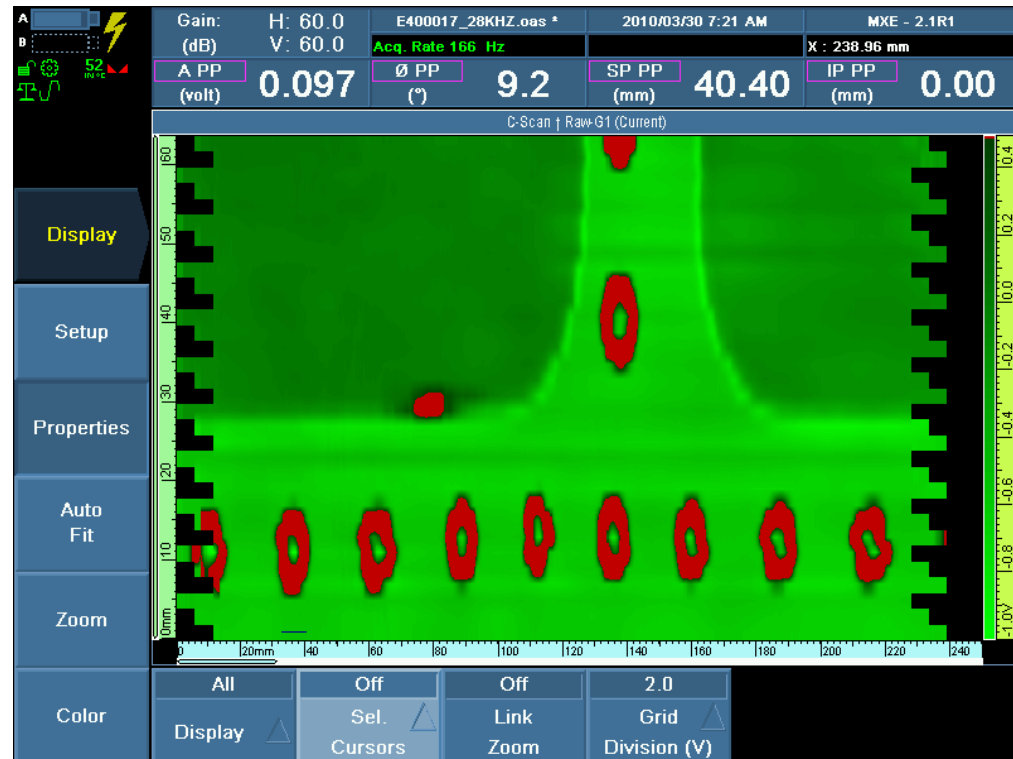 A
B
52
IN °C
Gain: H: 60.0
(dB) V: 60.0
E400017_28KHZ.oas *
2010/03/30 7:21 AM
MXE - 2.1R1
Acq. Rate 166 Hz
X : 238.96 mm
A PP
(volt)
0.097
Ø PP
(°)
9.2
SP PP
(mm)
40.40
IP PP
(mm)
0.00
C-Scan † Raw-G1 (Current)
Display
Setup
Properties
Auto
Fit
Zoom
Color
|60
|50
|40
|30
|20
|10
0mm
0 |20mm |40 |60 |80 |100 |120 |140 |160 |180 |200 |220 |240
|0.4
|0.2
|0.0
|-0.2
|-0.4
|-0.6
|-0.8
|-1.0V
All
Display
Off
Sel.
Cursors
Off
Link
Zoom
2.0
Grid
Division (V)